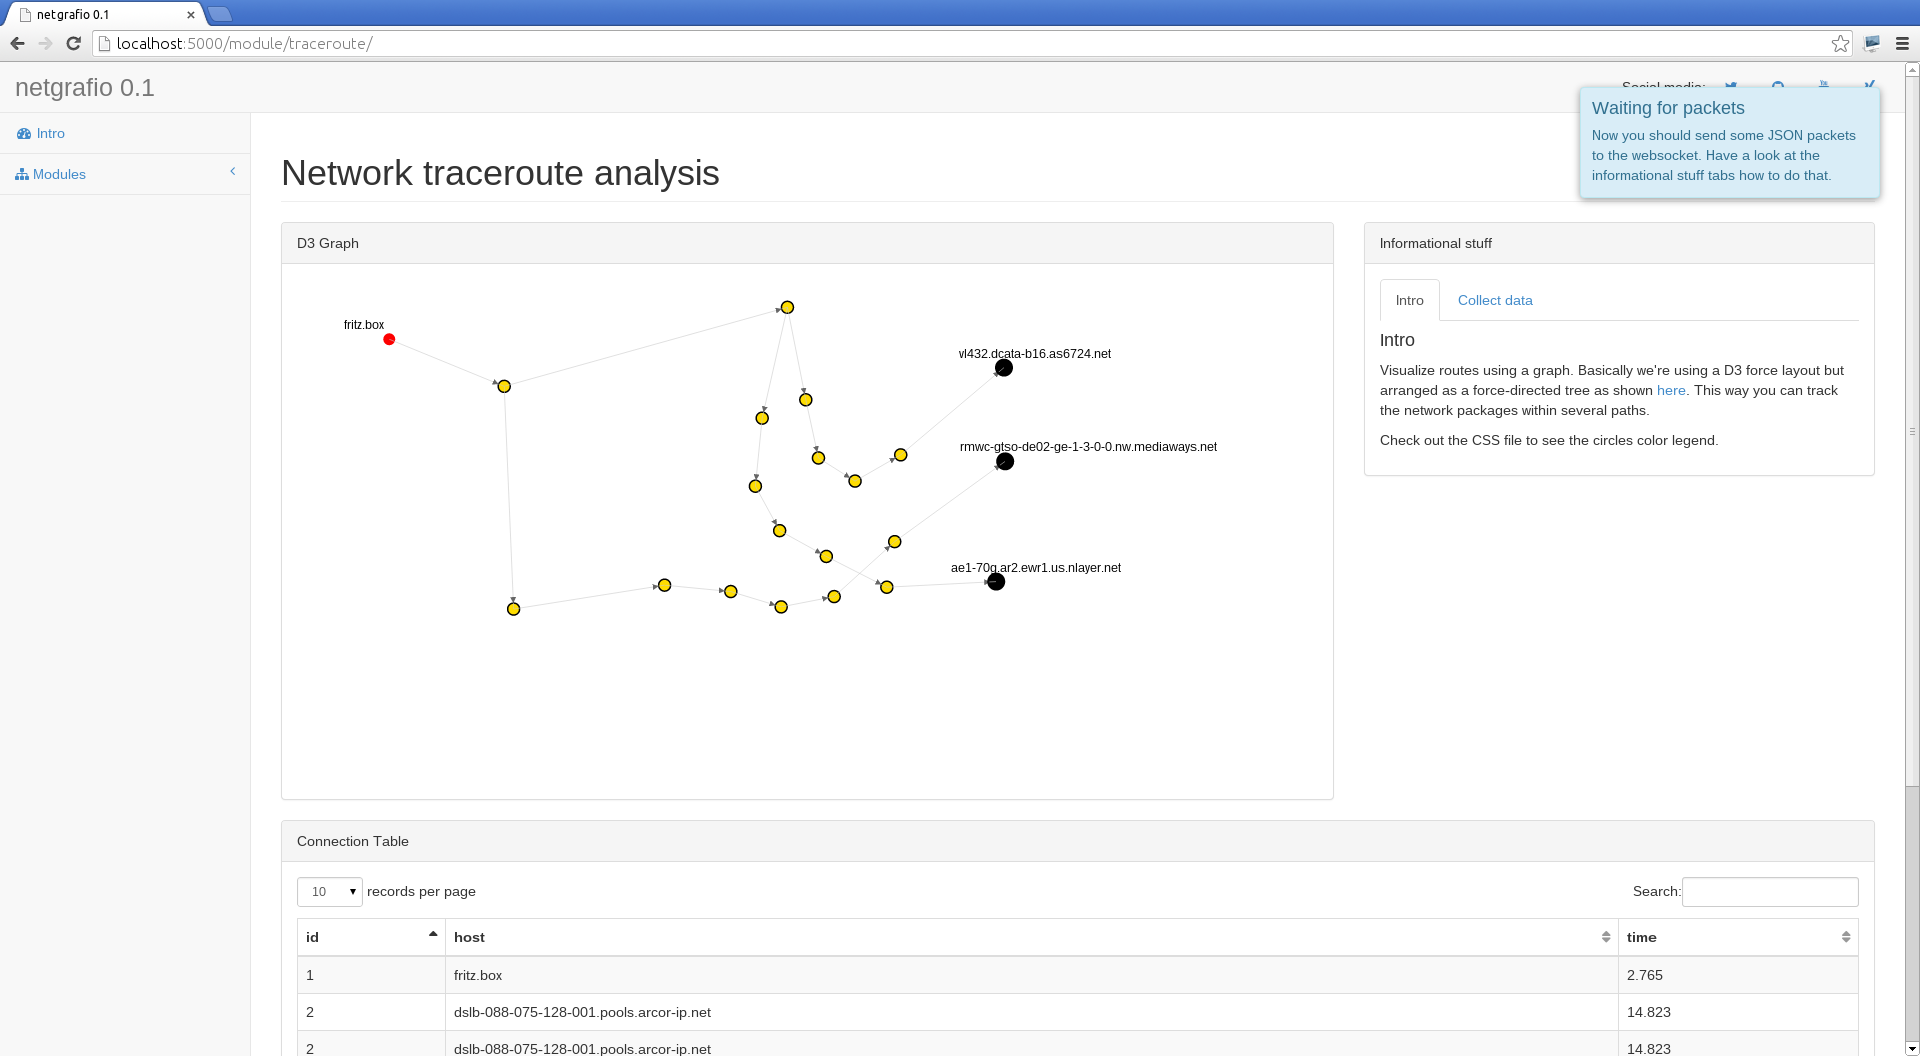 netgrafio 0.1
localhost:5000/module/traceroute/
netgrafio 0.1
Social media:
Waiting for packets
Now you should send some JSON packets
to the websocket. Have a look at the
informational stuff tabs how to do that.
Intro
Modules
Network traceroute analysis
D3 Graph
fritz.box
vl432.dcata-b16.as6724.net
rmwc-gtso-de02-ge-1-3-0-0.nw.mediaways.net
ae1-70g.ar2.ewr1.us.nlayer.net
Informational stuff
Intro Collect data
Intro
Visualize routes using a graph. Basically we're using a D3 force layout but
arranged as a force-directed tree as shown here. This way you can track
the network packages within several paths.
Check out the CSS file to see the circles color legend.
Connection Table
10 records per page Search:
id host time
1 fritz.box 2.765
2 dslb-088-075-128-001.pools.arcor-ip.net 14.823
2 dslb-088-075-128-001.pools.arcor-ip.net 14.823